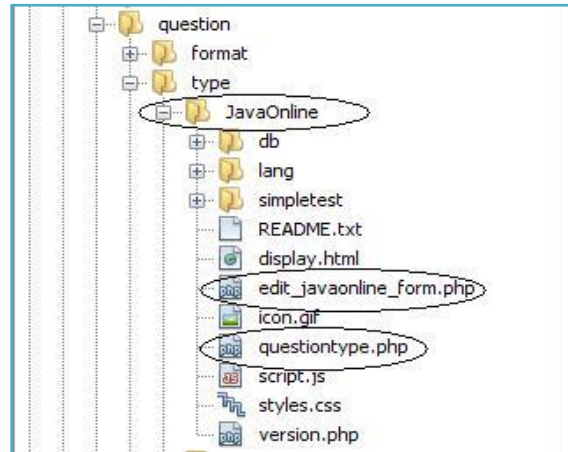 question
format
type
JavaOnline
db
lang
simpletest
README.txt
display.html
edit_javaonline_form.php
icon.gif
questiontype.php
script.js
styles.css
version.php